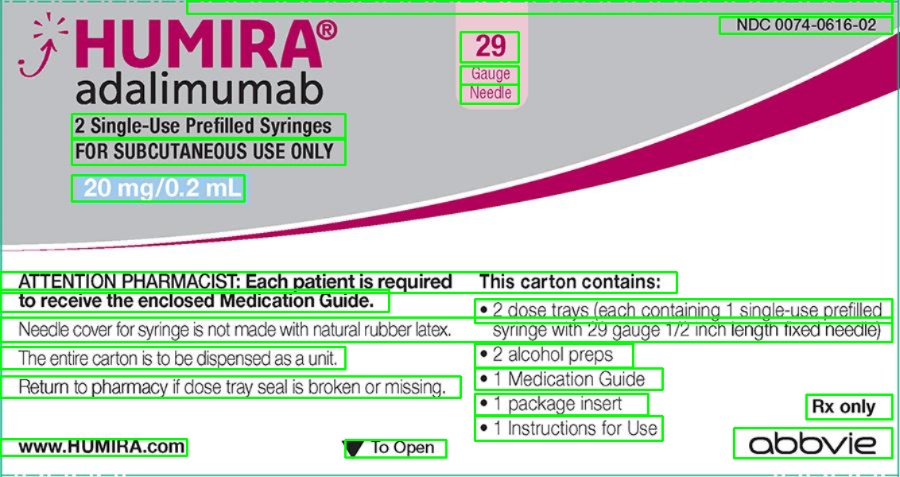 HUMIRA®
adalimumab
2 Single-Use Prefilled Syringes
FOR SUBCUTANEOUS USE ONLY
20 mg/0.2 mL
29
Gauge
Needle
NDC 0074-0616-02
ATTENTION PHARMACIST: Each patient is required
to receive the enclosed Medication Guide.
Needle cover for syringe is not made with natural rubber latex.
The entire carton is to be dispensed as a unit.
Return to pharmacy if dose tray seal is broken or missing.
www.HUMIRA.com
To Open
This carton contains:
• 2 dose trays (each containing 1 single-use prefilled
syringe with 29 gauge 1/2 inch length fixed needle)
• 2 alcohol preps
• 1 Medication Guide
• 1 package insert
• 1 Instructions for Use
Rx only
abbvie